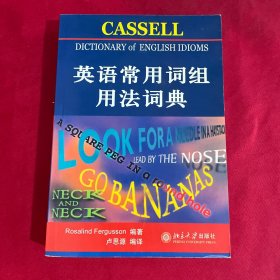 CASSELL
DICTIONARY of ENGLISH IDIOMS
英语常用词组
用法词典
A SQUARE PEG IN A round hole
LOOK FOR A NEEDLE IN A HAYSTACK
LEAD BY THE NOSE
GO BANANAS
NECK
AND
NECK
Rosalind Fergusson 编著
卢思源 编译
北京大学出版社
PEKING UNIVERSITY PRESS